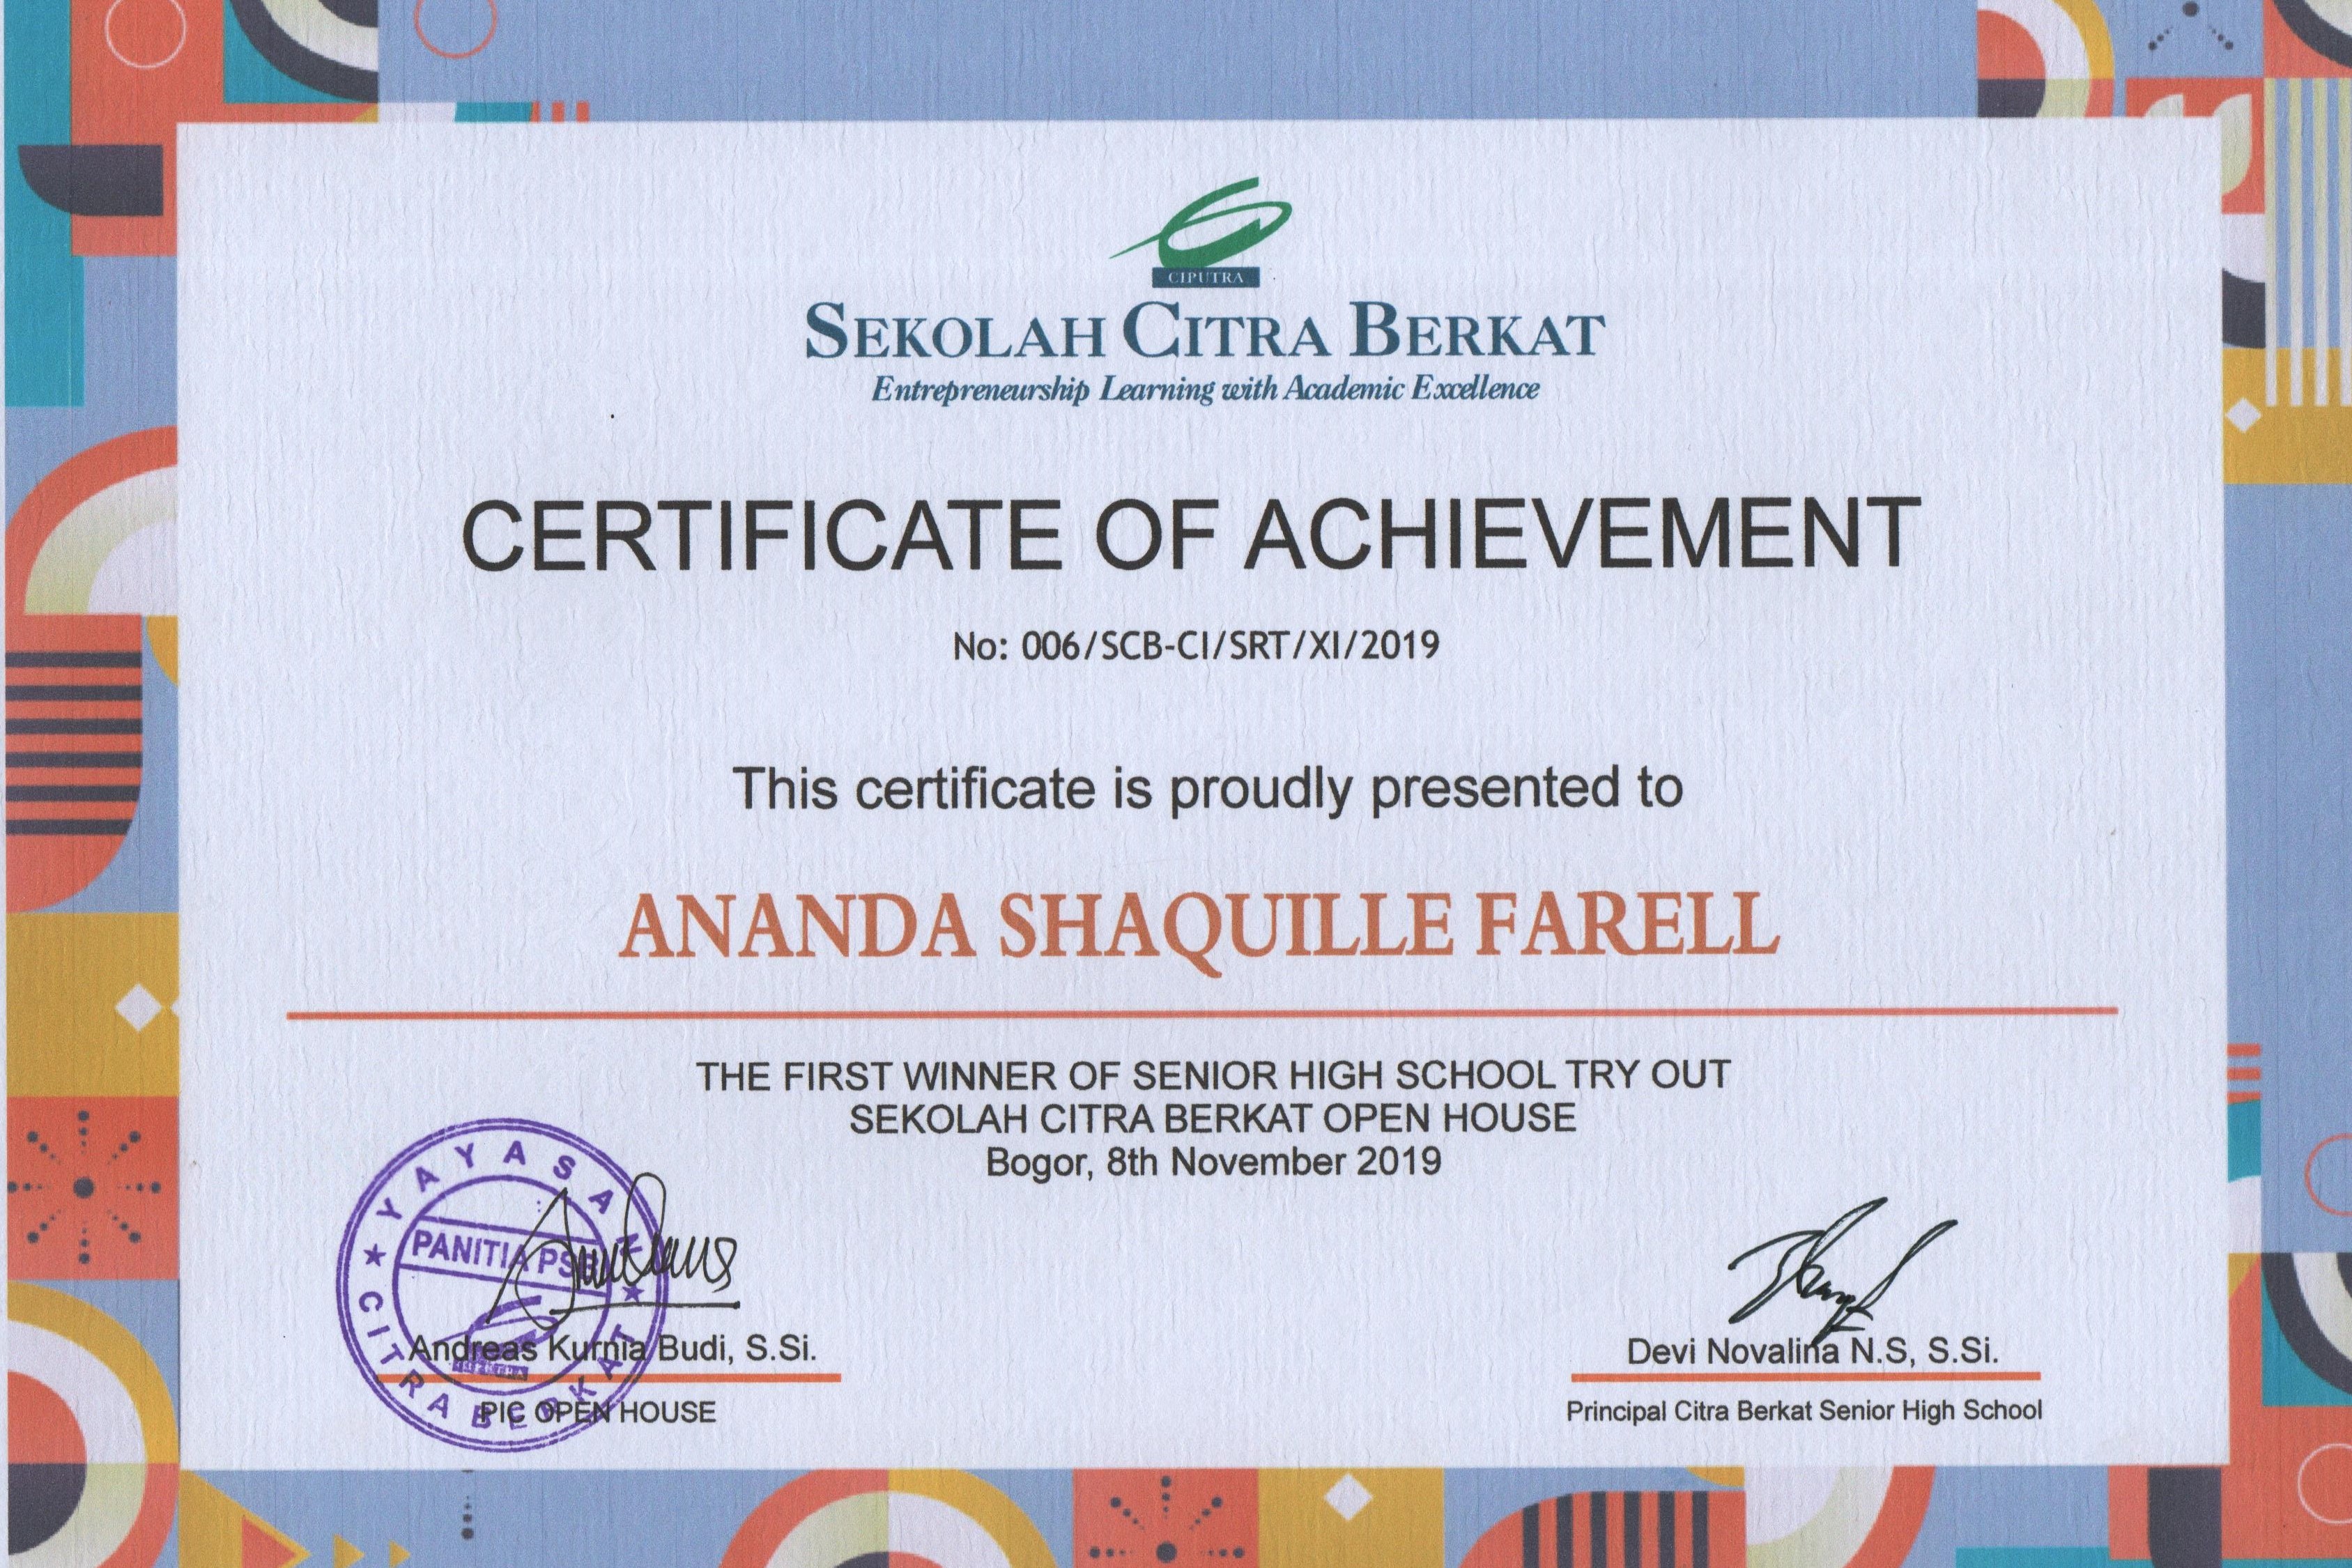 CIPUTRA
SEKOLAH CITRA BERKAT
Entrepreneurship Learning with Academic Excellence
CERTIFICATE OF ACHIEVEMENT
No: 006/SCB-CI/SRT/XI/2019
This certificate is proudly presented to
ANANDA SHAQUILLE FARELL
THE FIRST WINNER OF SENIOR HIGH SCHOOL TRY OUT
SEKOLAH CITRA BERKAT OPEN HOUSE
Bogor, 8th November 2019
YAYASAN
PANITIA
CITRA BERKAT
Andreas Kurnia Budi, S.Si.
PIC OPEN HOUSE
Devi Novalina N.S, S.Si.
Principal Citra Berkat Senior High School